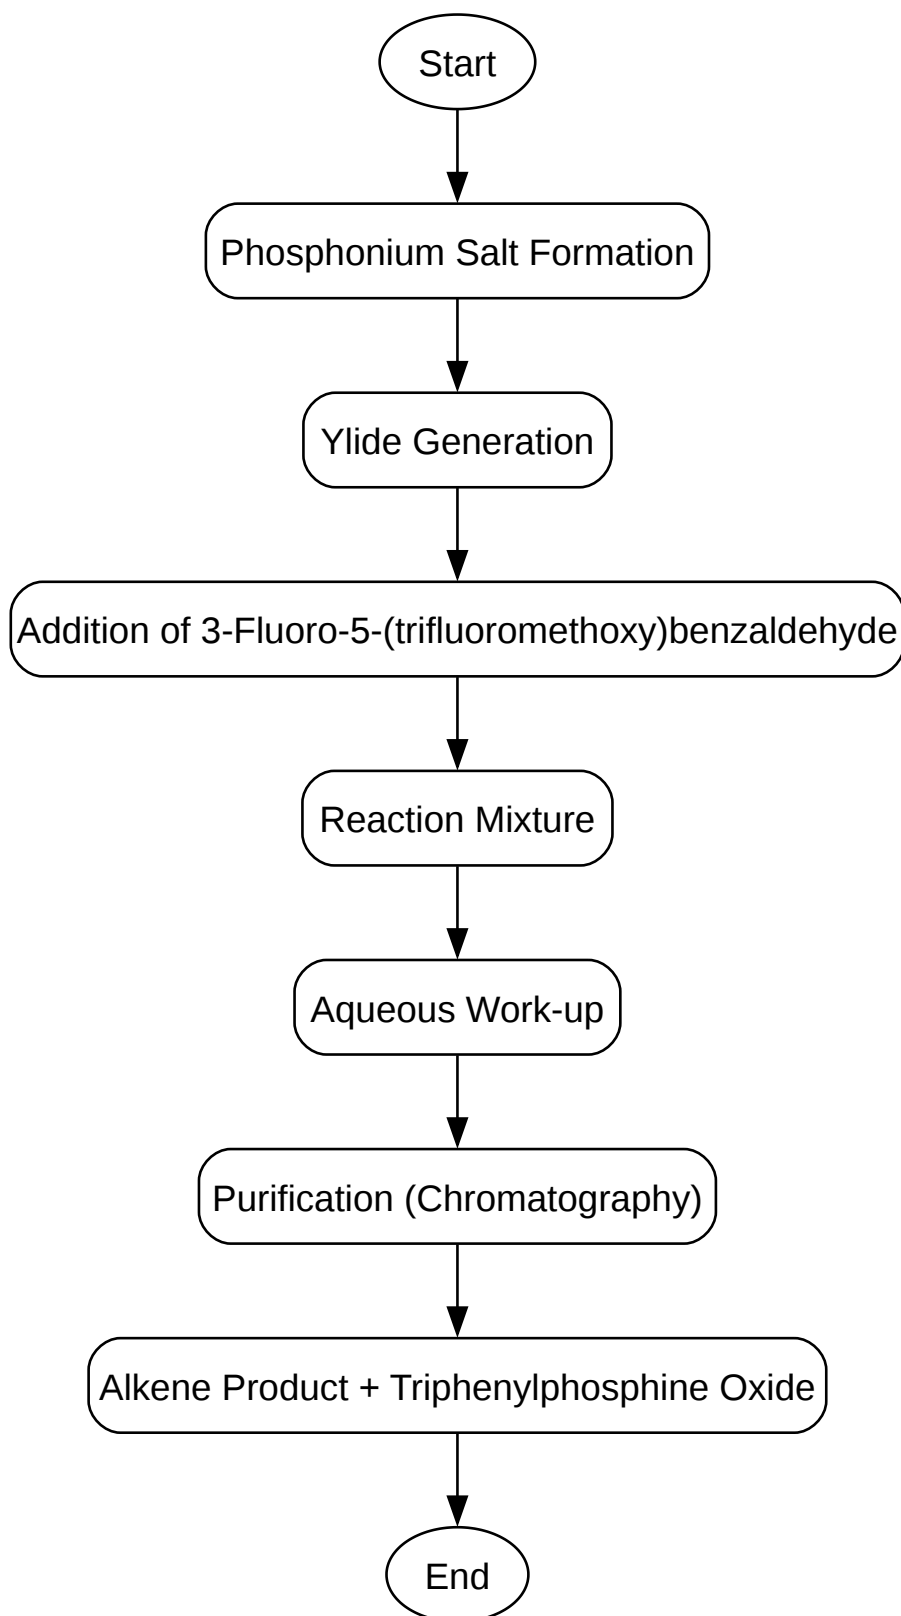 Start
Phosphonium Salt Formation
Ylide Generation
Addition of 3-Fluoro-5-(trifluoromethoxy)benzaldehyde
Reaction Mixture
Aqueous Work-up
Purification (Chromatography)
Alkene Product + Triphenylphosphine Oxide
End